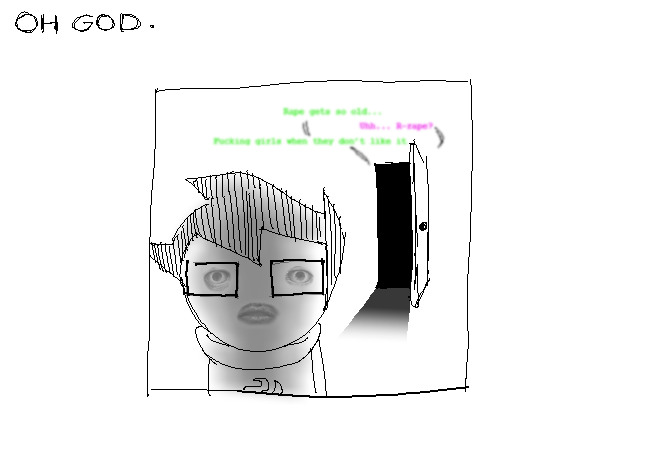 OH GOD.
Rape gets so old...
Uhh... R-rape?
Fucking girls when they don't like it.